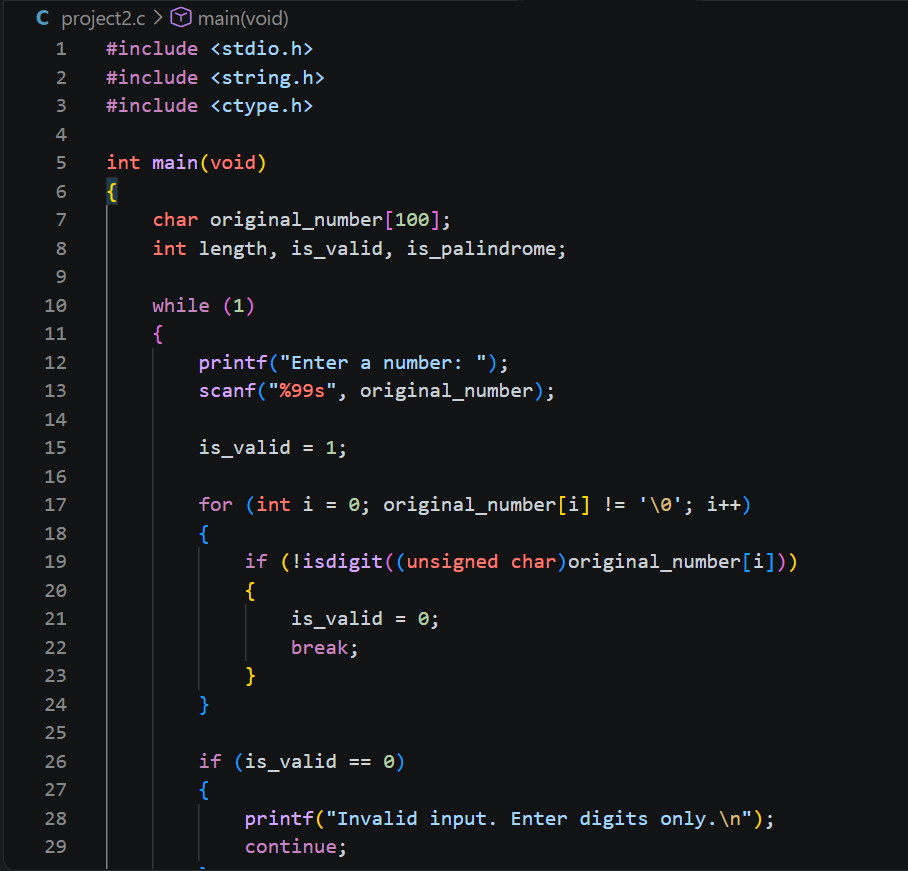 C project2.c > main(void)
1 #include <stdio.h>
2 #include <string.h>
3 #include <ctype.h>
4
5 int main(void)
6 {
7     char original_number[100];
8     int length, is_valid, is_palindrome;
9
10     while (1)
11     {
12         printf("Enter a number: ");
13         scanf("%99s", original_number);
14
15         is_valid = 1;
16
17         for (int i = 0; original_number[i] != '\0'; i++)
18         {
19             if (!isdigit((unsigned char)original_number[i]))
20             {
21                 is_valid = 0;
22                 break;
23             }
24         }
25
26         if (is_valid == 0)
27         {
28             printf("Invalid input. Enter digits only.\n");
29             continue;